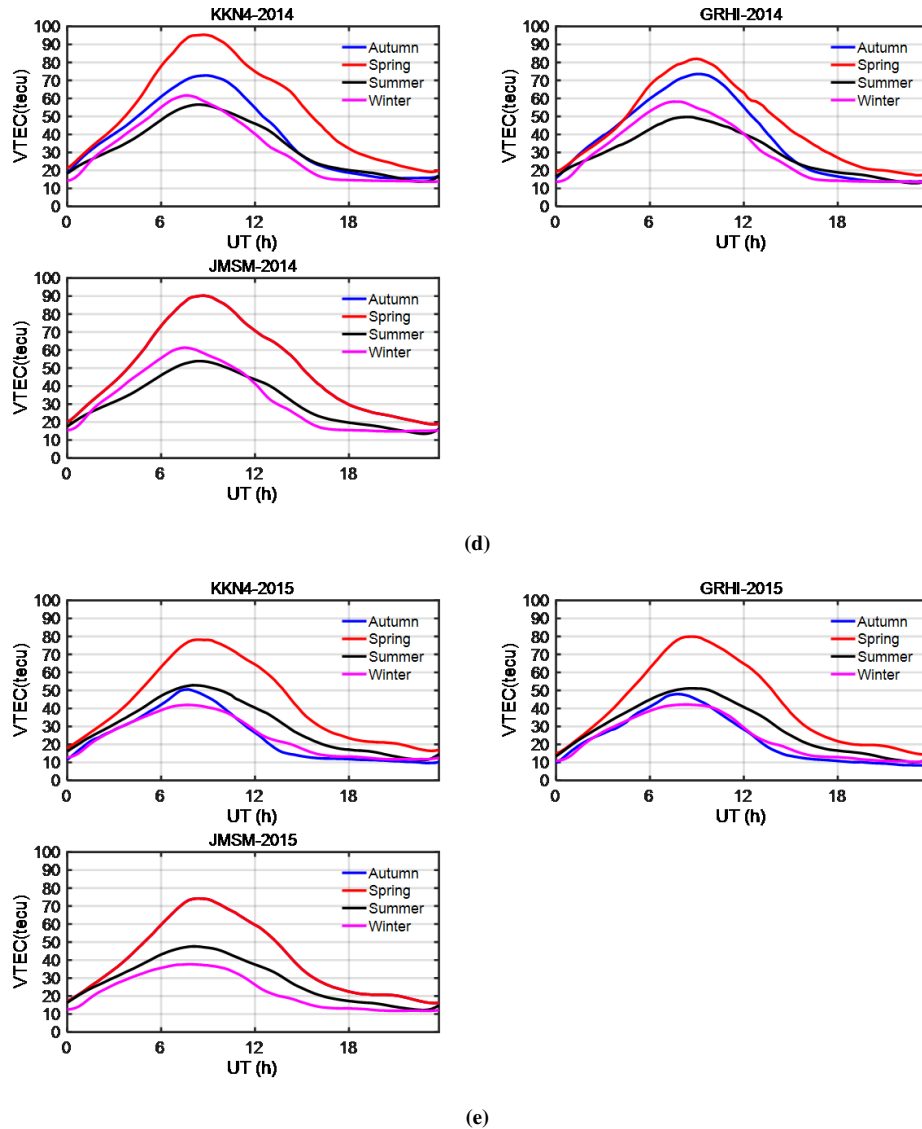 KKN4-2014
100
90
80
70
60
50
40
30
20
10
0
VTEC(tecu)
Autumn
Spring
Summer
Winter
0 6 12 18
UT (h)
GRHI-2014
100
90
80
70
60
50
40
30
20
10
0
VTEC(tecu)
Autumn
Spring
Summer
Winter
0 6 12 18
UT (h)
JMSM-2014
100
90
80
70
60
50
40
30
20
10
0
VTEC(tecu)
Autumn
Spring
Summer
Winter
0 6 12 18
UT (h)
(d)
KKN4-2015
100
90
80
70
60
50
40
30
20
10
0
VTEC(tecu)
Autumn
Spring
Summer
Winter
0 6 12 18
UT (h)
GRHI-2015
100
90
80
70
60
50
40
30
20
10
0
VTEC(tecu)
Autumn
Spring
Summer
Winter
0 6 12 18
UT (h)
JMSM-2015
100
90
80
70
60
50
40
30
20
10
0
VTEC(tecu)
Autumn
Spring
Summer
Winter
0 6 12 18
UT (h)
(e)